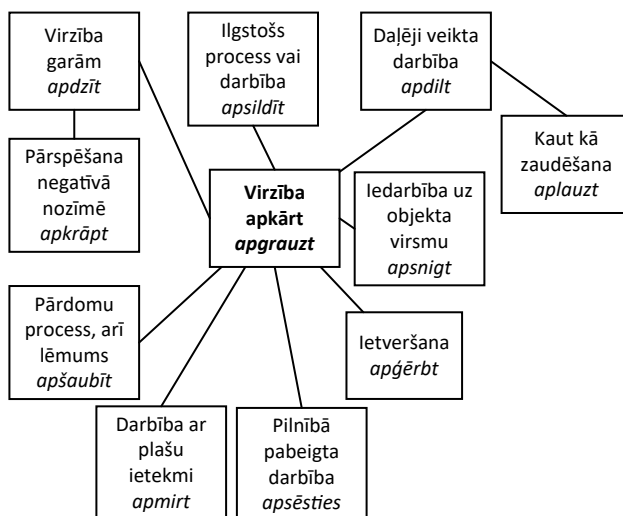 Virzība
garām
apdzīt
Ilgstošs
process vai
darbība
apsildīt
Daļēji veikta
darbība
apdilt
Pārspēšana
negatīvā
nozīmē
apkrāpt
Virzība
apkārt
apgrauzt
Iedarbība uz
objekta
virsmu
apsnigt
Kaut kā
zaudēšana
aplauzt
Pārdomu
process, arī
lēmums
apšaubīt
Ietveršana
apģērbt
Darbība ar
plašu
ietekmi
apmirt
Pilnībā
pabeigta
darbība
apsēsties